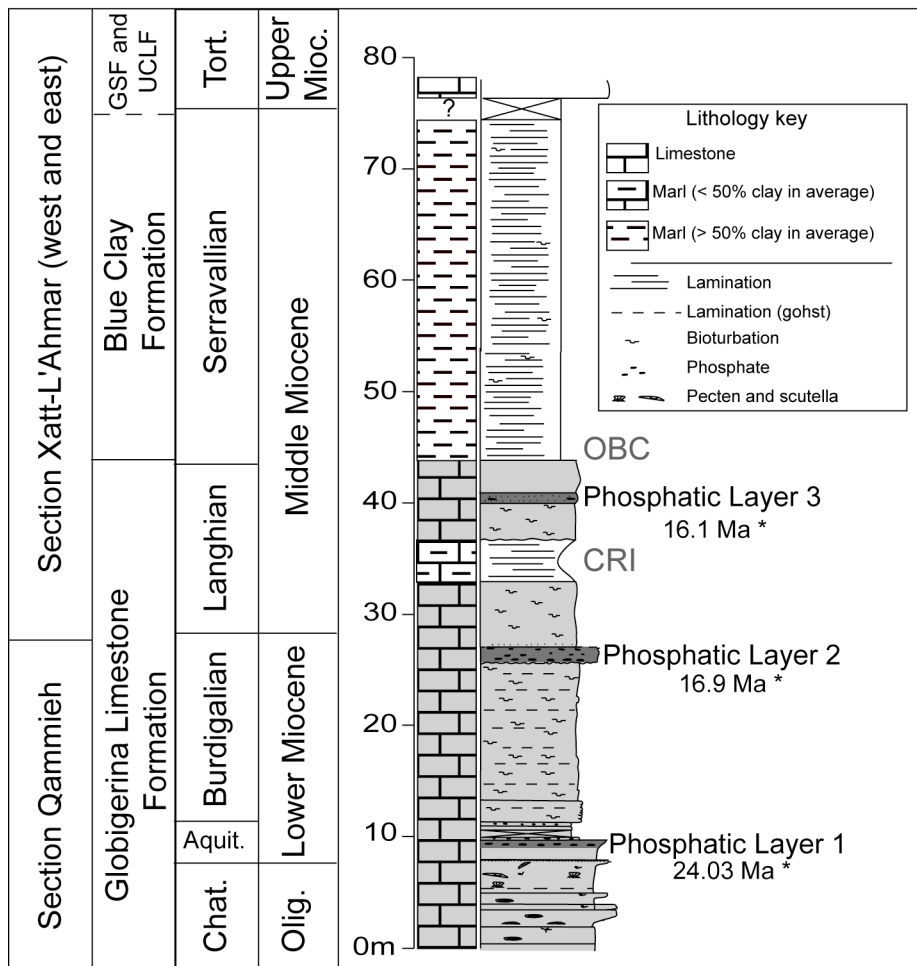 Section Xatt-L'Ahmar (west and east)
Section Qammieh
GSF and
UCLF
Blue Clay
Formation
Globigerina Limestone
Formation
Tort.
Serravallian
Langhian
Burdigalian
Aquit.
Chat.
Upper
Mioc.
Middle Miocene
Lower Miocene
Olig.
80
70
60
50
40
30
20
10
0m
?
OBC
Phosphatic Layer 3
16.1 Ma *
CRI
Phosphatic Layer 2
16.9 Ma *
Phosphatic Layer 1
24.03 Ma *
Lithology key
Limestone
Marl (< 50% clay in average)
Marl (> 50% clay in average)
Lamination
Lamination (gohst)
Bioturbation
Phosphate
Pecten and scutella